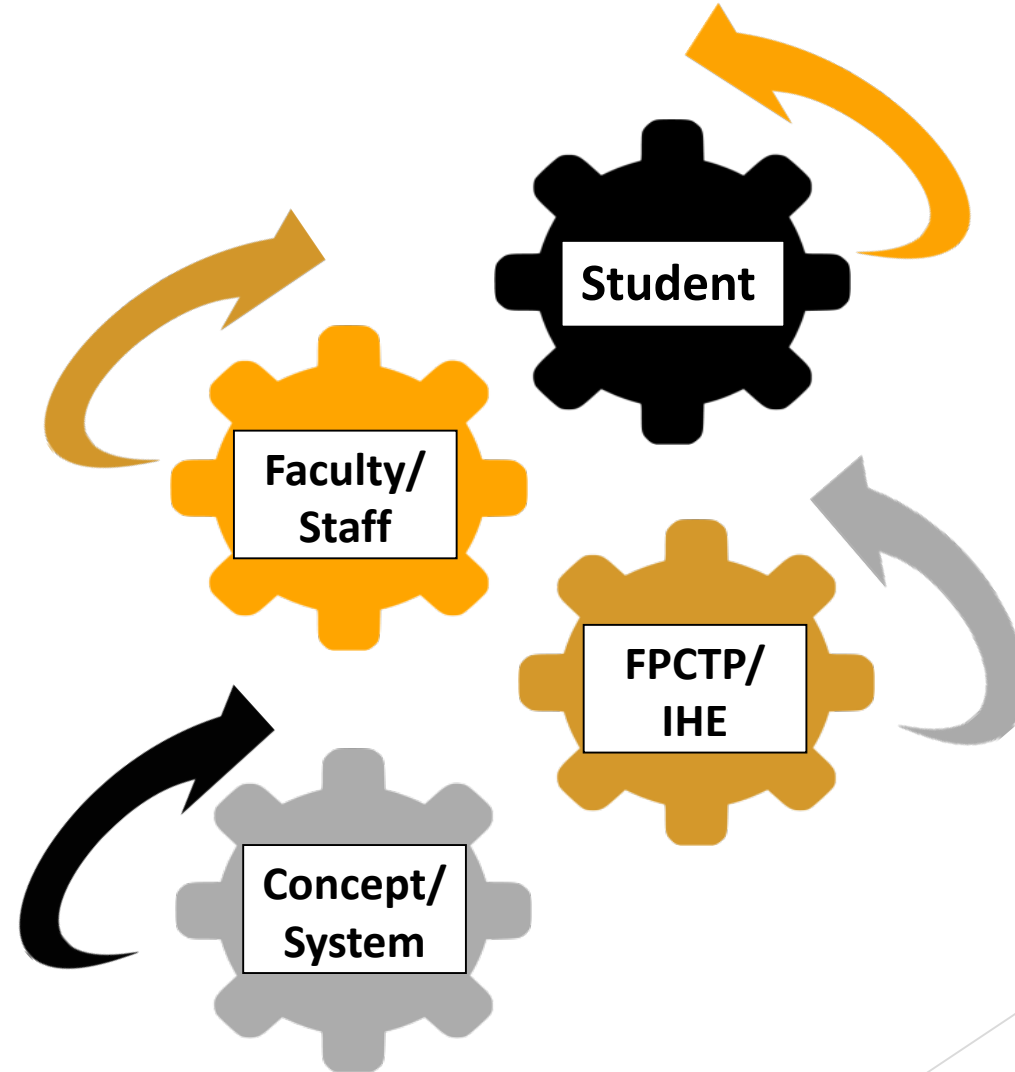 Student
Faculty/
Staff
FPCTP/
IHE
Concept/
System